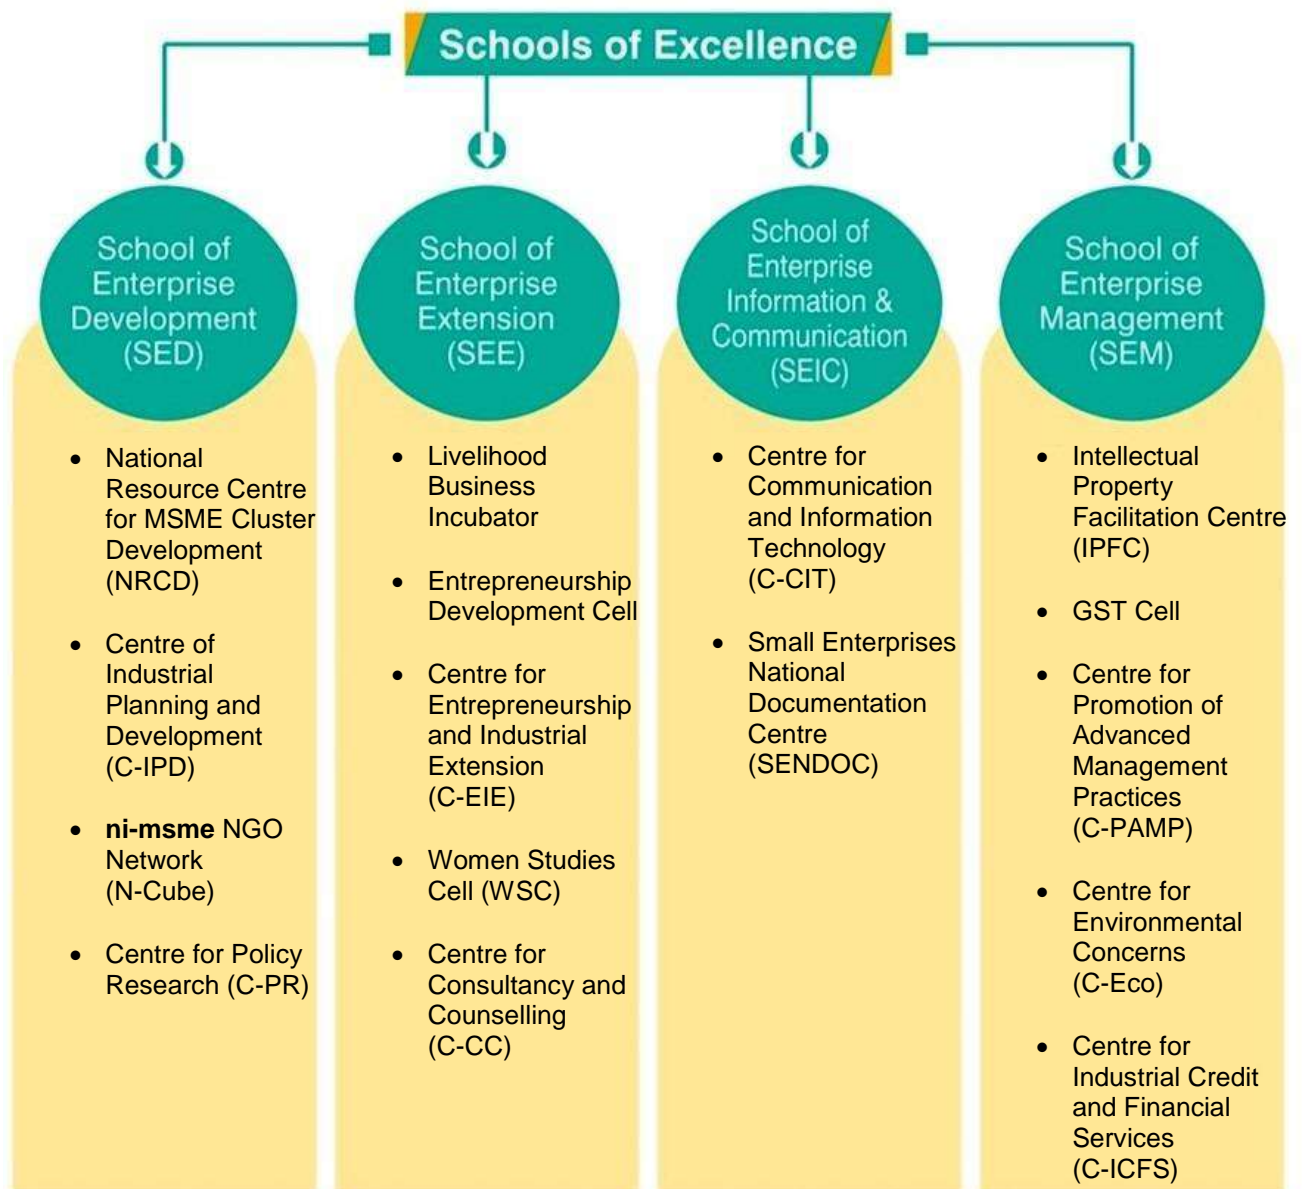 Schools of Excellence
School of
Enterprise
Development
(SED)
• National
Resource Centre
for MSME Cluster
Development
(NRCD)
• Centre of
Industrial
Planning and
Development
(C-IPD)
• ni-msme NGO
Network
(N-Cube)
• Centre for Policy
Research (C-PR)
School of
Enterprise
Extension
(SEE)
• Livelihood
Business
Incubator
• Entrepreneurship
Development Cell
• Centre for
Entrepreneurship
and Industrial
Extension
(C-EIE)
• Women Studies
Cell (WSC)
• Centre for
Consultancy and
Counselling
(C-CC)
School of
Enterprise
Information &
Communication
(SEIC)
• Centre for
Communication
and Information
Technology
(C-CIT)
• Small Enterprises
National
Documentation
Centre
(SENDOC)
School of
Enterprise
Management
(SEM)
• Intellectual
Property
Facilitation Centre
(IPFC)
• GST Cell
• Centre for
Promotion of
Advanced
Management
Practices
(C-PAMP)
• Centre for
Environmental
Concerns
(C-Eco)
• Centre for
Industrial Credit
and Financial
Services
(C-ICFS)